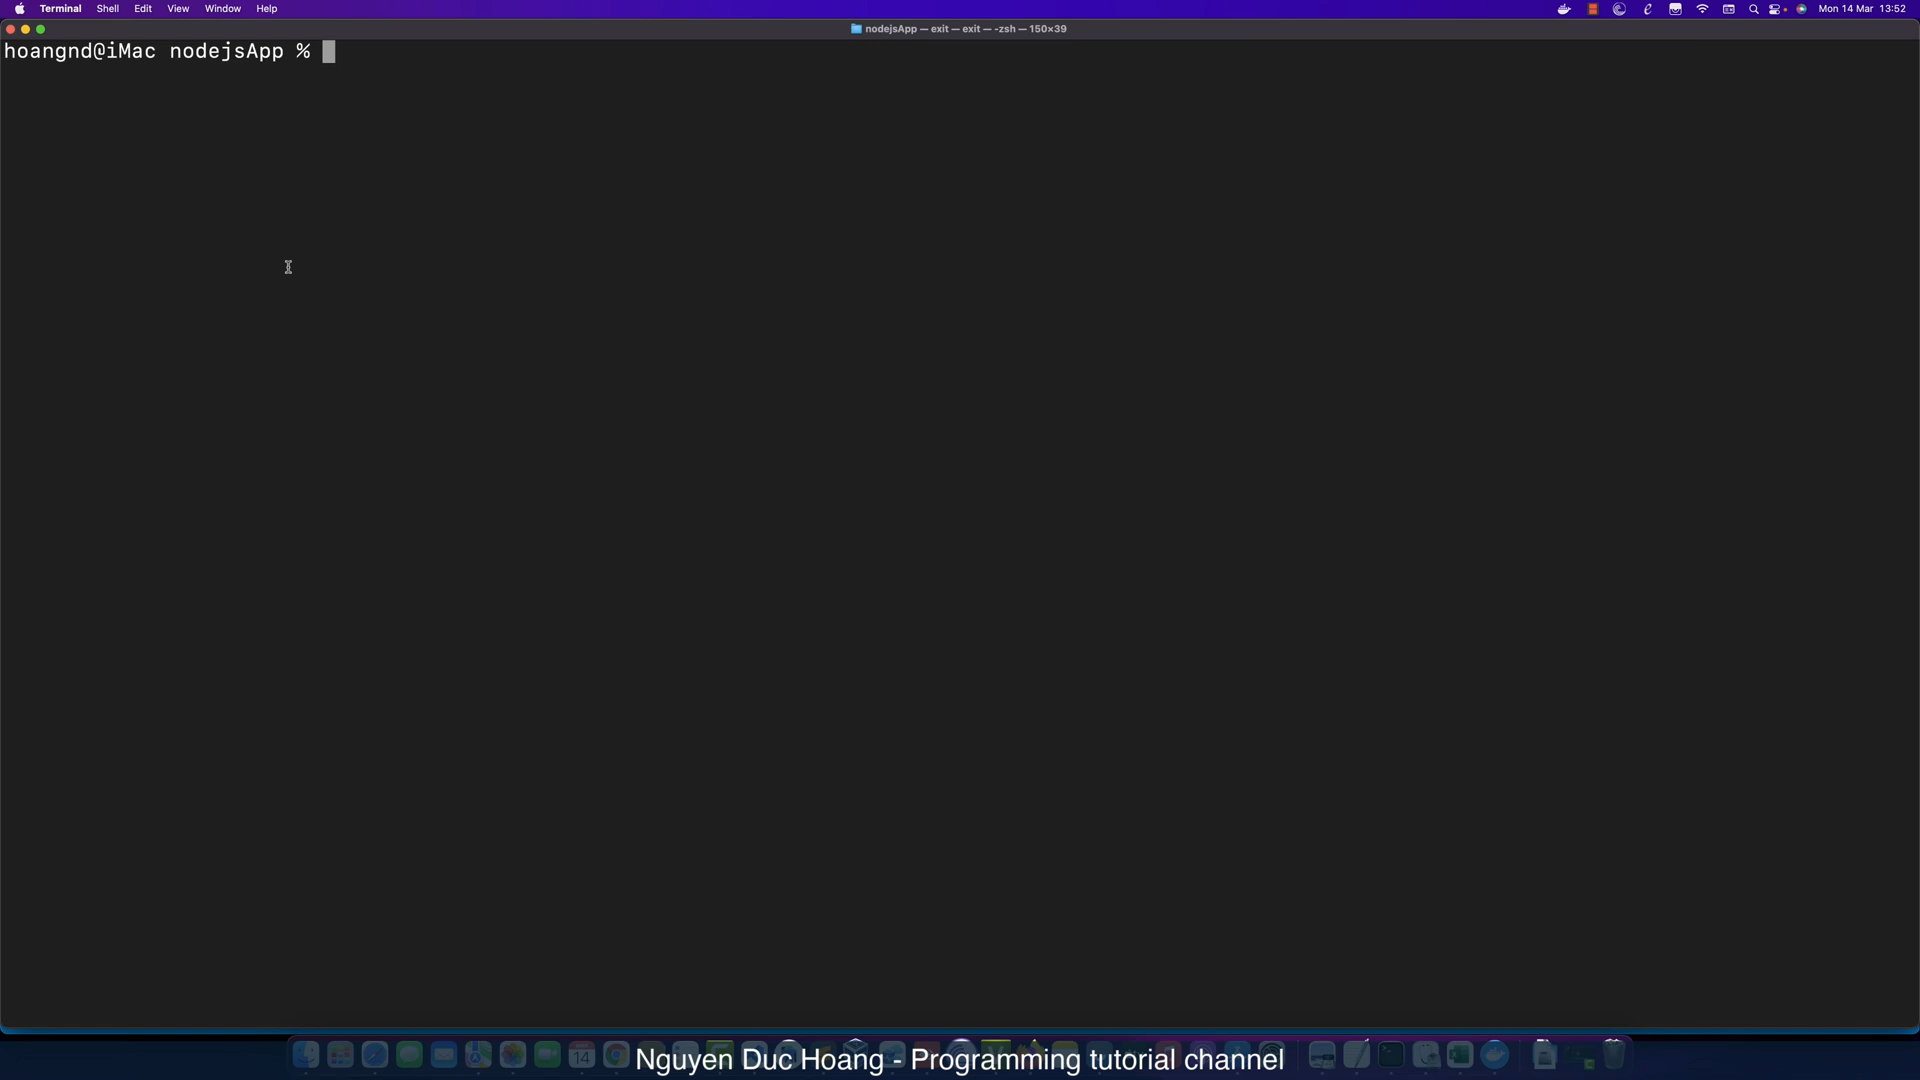 Terminal Shell Edit View Window Help Mon 14 Mar 13:52
nodejsApp — exit — exit — -zsh — 150×39
hoangnd@iMac nodejsApp %
14
Nguyen Duc Hoang - Programming tutorial channel